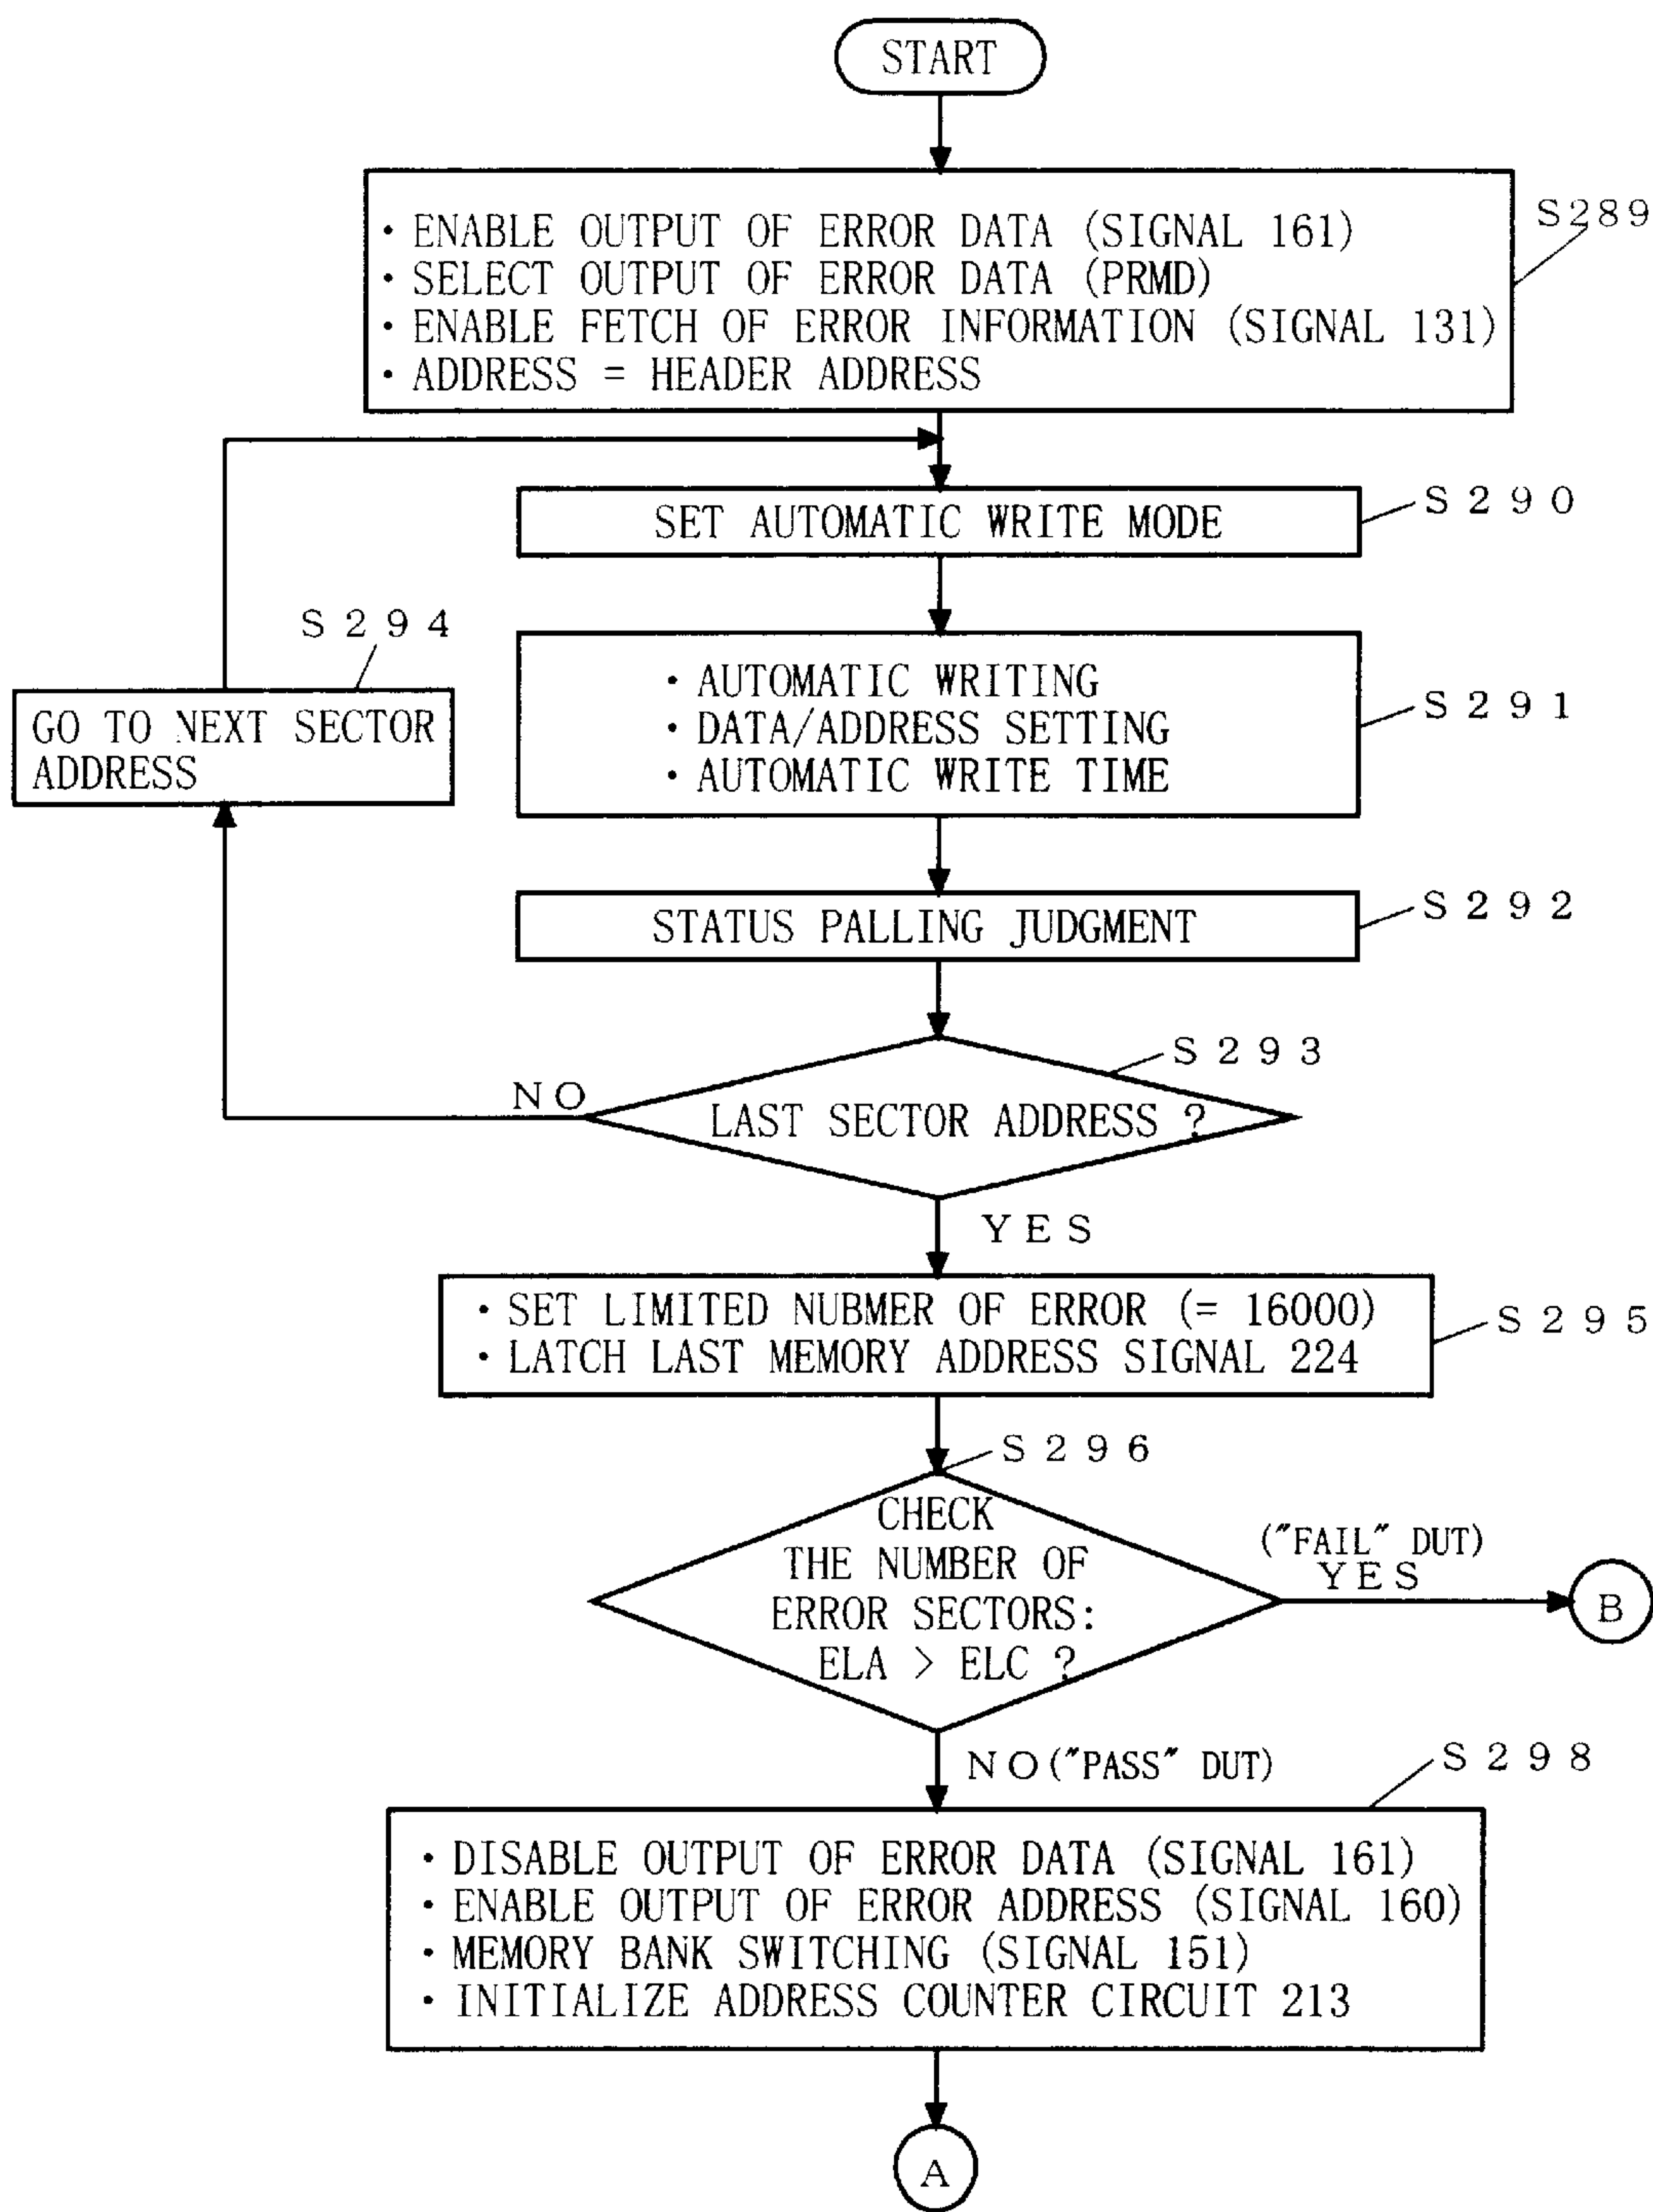 START
S289
・ENABLE OUTPUT OF ERROR DATA (SIGNAL 161)
・SELECT OUTPUT OF ERROR DATA (PRMD)
・ENABLE FETCH OF ERROR INFORMATION (SIGNAL 131)
・ADDRESS = HEADER ADDRESS
SET AUTOMATIC WRITE MODE
S290
S294
GO TO NEXT SECTOR
ADDRESS
・AUTOMATIC WRITING
・DATA/ADDRESS SETTING
・AUTOMATIC WRITE TIME
S291
STATUS PALLING JUDGMENT
S292
S293
NO
LAST SECTOR ADDRESS ?
YES
・SET LIMITED NUBMER OF ERROR (= 16000)
・LATCH LAST MEMORY ADDRESS SIGNAL 224
S295
S296
CHECK
THE NUMBER OF
ERROR SECTORS:
ELA > ELC ?
("FAIL" DUT)
YES
B
NO ("PASS" DUT)
S298
・DISABLE OUTPUT OF ERROR DATA (SIGNAL 161)
・ENABLE OUTPUT OF ERROR ADDRESS (SIGNAL 160)
・MEMORY BANK SWITCHING (SIGNAL 151)
・INITIALIZE ADDRESS COUNTER CIRCUIT 213
A